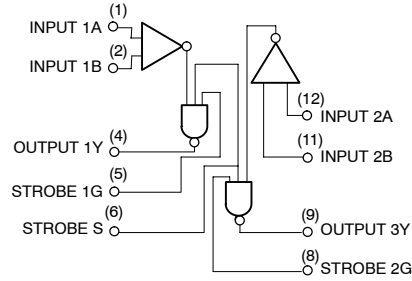 (1)
INPUT 1A
(2)
INPUT 1B
(12)
INPUT 2A
(11)
INPUT 2B
(4)
OUTPUT 1Y
(5)
STROBE 1G
(6)
STROBE S
(9)
OUTPUT 3Y
(8)
STROBE 2G